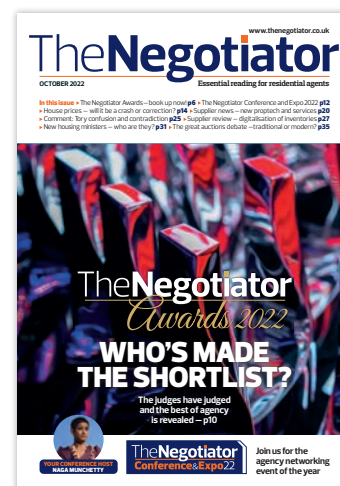 www.thenegotiator.co.uk
TheNegotiator
OCTOBER 2022
Essential reading for residential agents
In this issue ▸ The Negotiator Awards – book up now! p6 ▸ The Negotiator Conference and Expo 2022 p12
▸ House prices – will it be a crash or correction? p14 ▸ Supplier news – new proptech and services p20
▸ Comment: Tory confusion and contradiction p25 ▸ Supplier review – digitalisation of inventories p27
▸ New housing ministers – who are they? p31 ▸ The great auctions debate – traditional or modern? p35
TheNegotiator
Awards 2022
WHO'S MADE
THE SHORTLIST?
The judges have judged
and the best of agency
is revealed – p10
YOUR CONFERENCE HOST
NAGA MUNCHETTY
TheNegotiator
Conference&Expo22
Join us for the
agency networking
event of the year